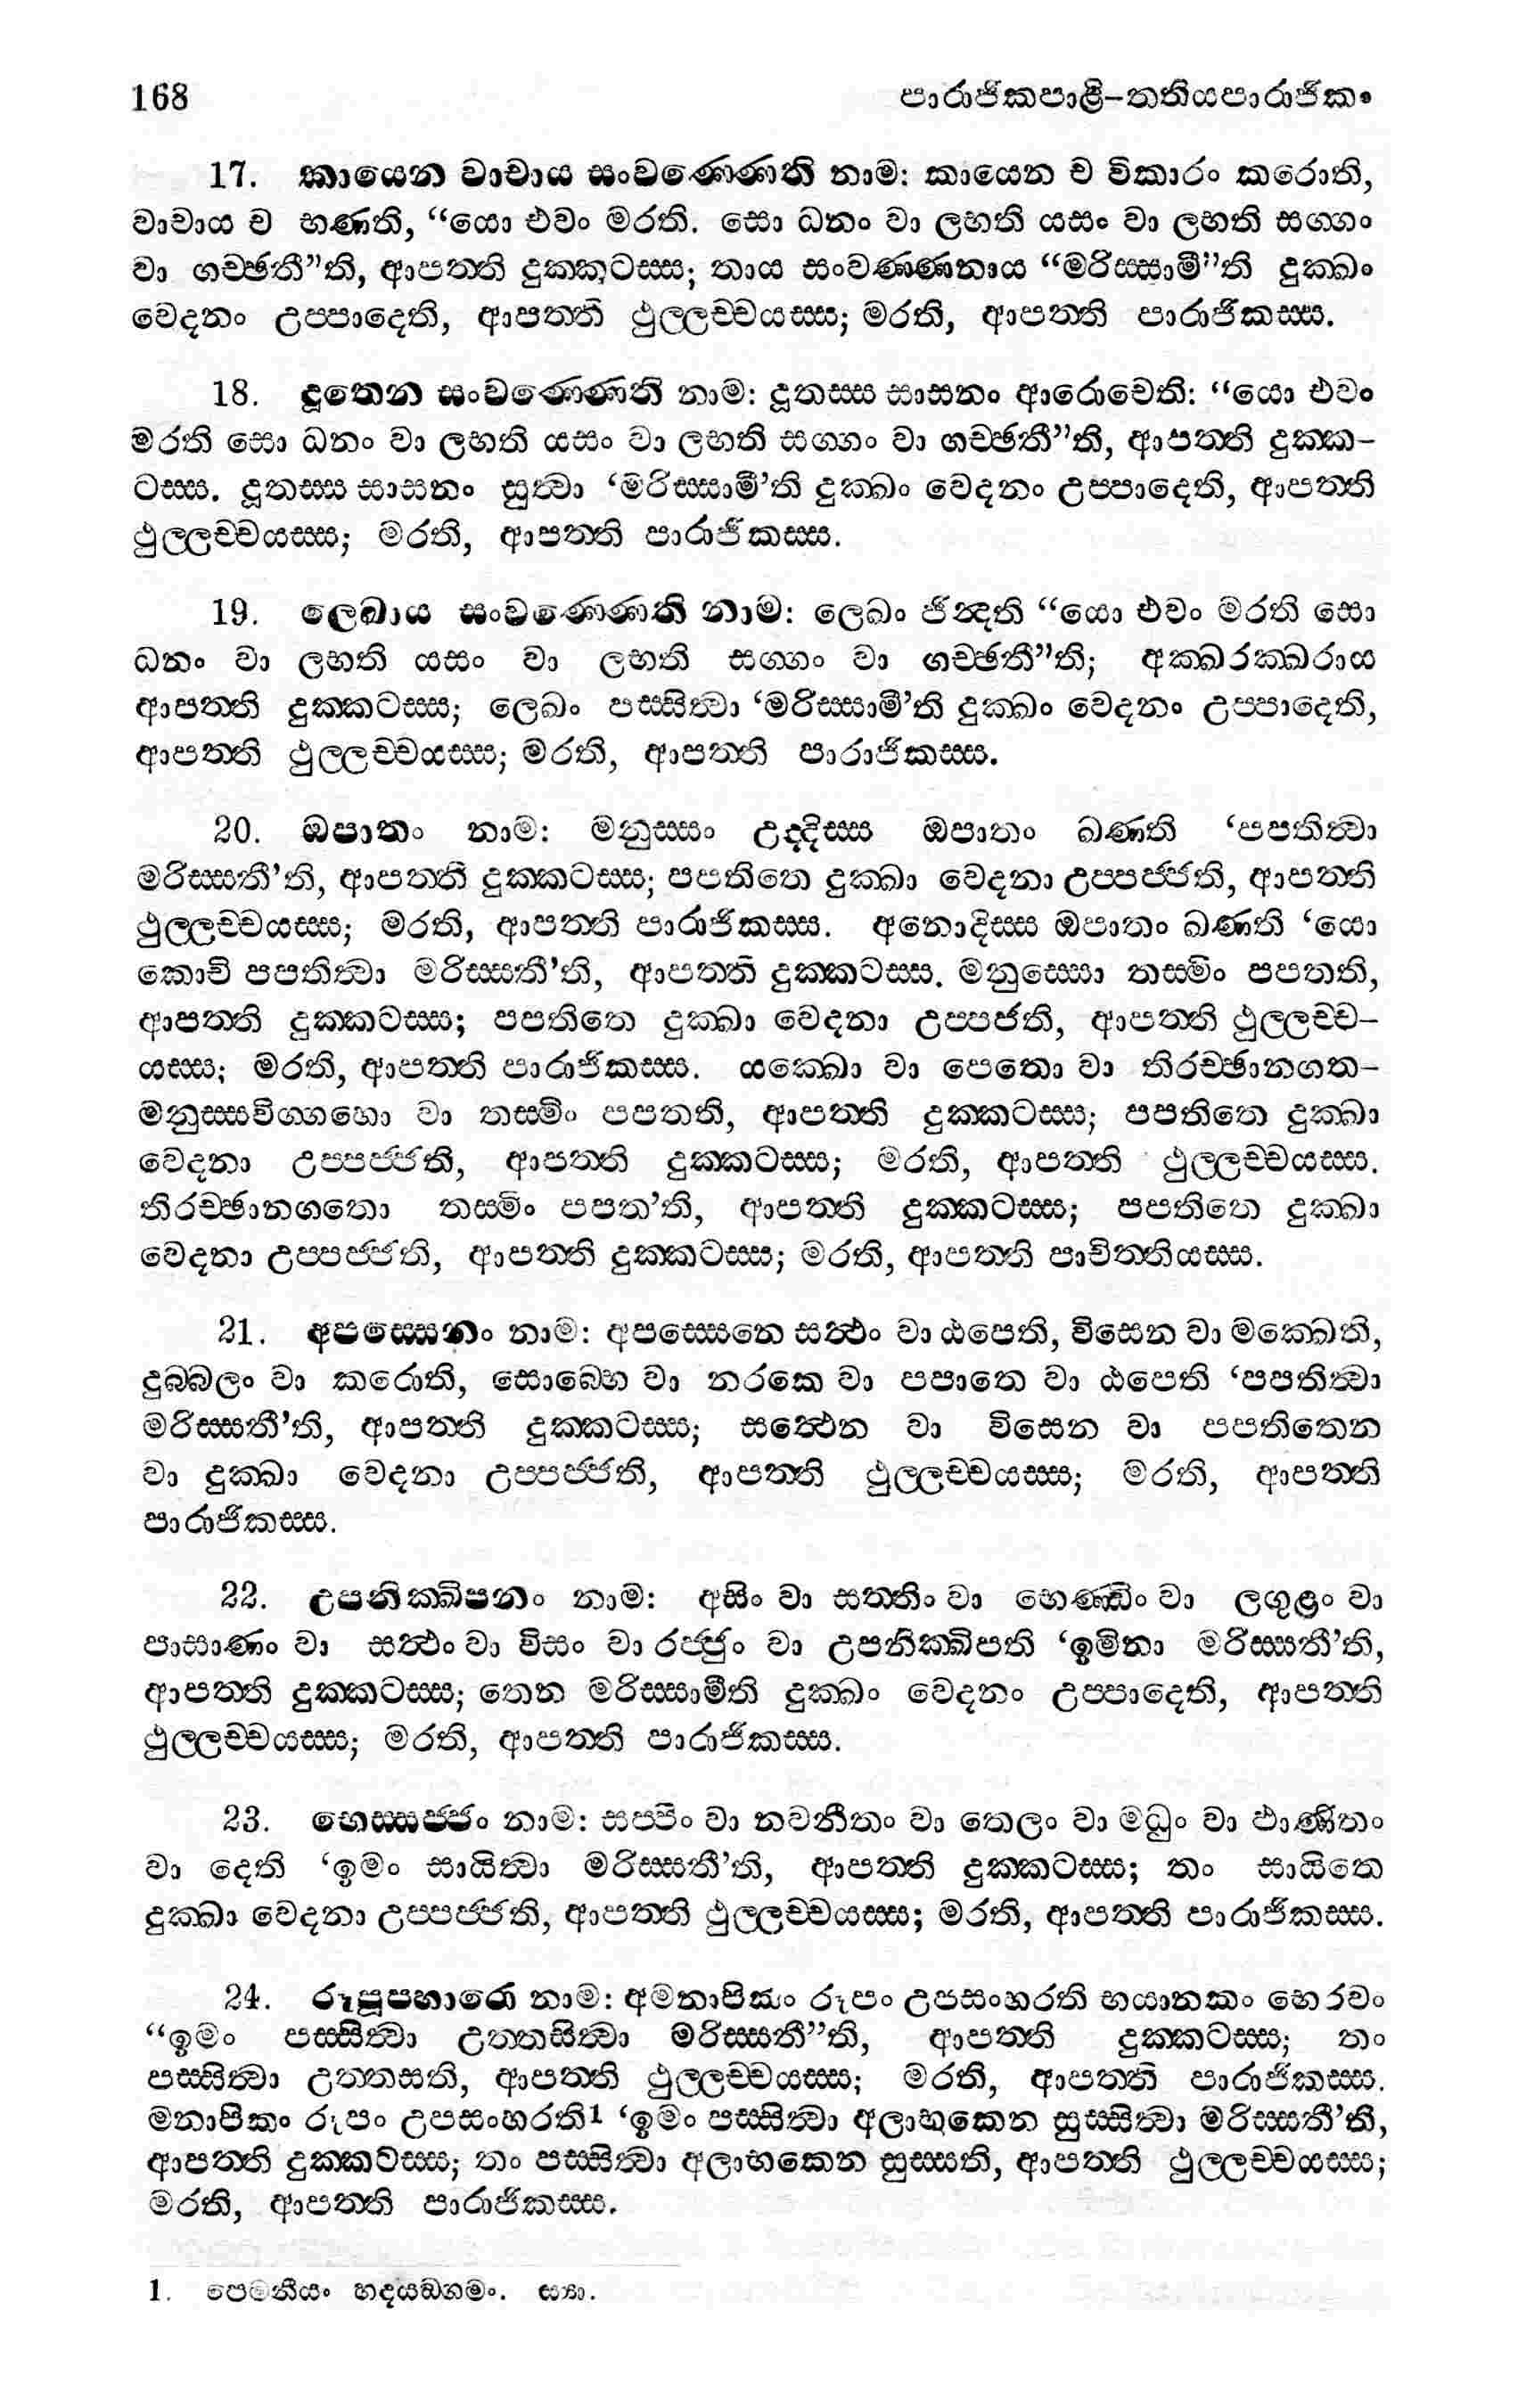 168 පාරාජිකපාළි-තතියපාරාජිකං
17. කායෙන වාචාය සංවණ්ණෙති නාම: කායෙන ච විකාරං කරොති,
වාචාය ච භණති, “යො එවං මරති. සො ධනං වා ලභති යසං වා ලභති සග්ගං
වා ගච්ඡතී”ති, ආපත්ති දුක්කටස්ස; තාය සංවණ්ණනාය “මරිස්සාමී”ති දුක්ඛං
වෙදනං උප්පාදෙති, ආපත්ති ථුල්ලච්චයස්ස; මරති, ආපත්ති පාරාජිකස්ස.
18. දූතෙන සංවණ්ණෙති නාම: දූතස්ස සාසනං ආරොචෙති: “යො එවං
මරති සො ධනං වා ලභති යසං වා ලභති සග්ගං වා ගච්ඡතී”ති, ආපත්ති දුක්ක-
ටස්ස. දූතස්ස සාසනං සුත්වා ‘මරිස්සාමී’ති දුක්ඛං වෙදනං උප්පාදෙති, ආපත්ති
ථුල්ලච්චයස්ස; මරති, ආපත්ති පාරාජිකස්ස.
19. ලෙඛාය සංවණ්ණෙති නාම: ලෙඛං ඡින්දති “යො එවං මරති සො
ධනං වා ලභති යසං වා ලභති සග්ගං වා ගච්ඡතී”ති; අක්ඛරක්ඛරාය
ආපත්ති දුක්කටස්ස; ලෙඛං පස්සිත්වා ‘මරිස්සාමී’ති දුක්ඛං වෙදනං උප්පාදෙති,
ආපත්ති ථුල්ලච්චයස්ස; මරති, ආපත්ති පාරාජිකස්ස.
20. ඔපාතං නාම: මනුස්සං උද්දිස්ස ඔපාතං ඛණති ‘පපතිත්වා
මරිස්සතී’ති, ආපත්ති දුක්කටස්ස; පපතිතෙ දුක්ඛා වෙදනා උප්පජ්ජති, ආපත්ති
ථුල්ලච්චයස්ස; මරති, ආපත්ති පාරාජිකස්ස. අනොදිස්ස ඔපාතං ඛණති ‘යො
කොචි පපතිත්වා මරිස්සතී’ති, ආපත්ති දුක්කටස්ස. මනුස්සො තස්මිං පපතති,
ආපත්ති දුක්කටස්ස; පපතිතෙ දුක්ඛා වෙදනා උප්පජති, ආපත්ති ථුල්ලච්ච-
යස්ස; මරති, ආපත්ති පාරාජිකස්ස. යක්ඛො වා පෙතො වා තිරච්ඡානගත-
මනුස්සවිග්ගහො වා තස්මිං පපතති, ආපත්ති දුක්කටස්ස; පපතිතෙ දුක්ඛා
වෙදනා උප්පජ්ජති, ආපත්ති දුක්කටස්ස; මරති, ආපත්ති ථුල්ලච්චයස්ස.
තිරච්ඡානගතො තස්මිං පපත’ති, ආපත්ති දුක්කටස්ස; පපතිතෙ දුක්ඛා
වෙදනා උප්පජ්ජති, ආපත්ති දුක්කටස්ස; මරති, ආපත්ති පාචිත්තියස්ස.
21. අපස්සෙනං නාම: අපස්සෙනෙ සත්ථං වා ඨපෙති, විසෙන වා මක්ඛෙති,
දුබ්බලං වා කරොති, සොබ්භෙ වා නරකෙ වා පපාතෙ වා ඨපෙති ‘පපතිත්වා
මරිස්සතී’ති, ආපත්ති දුක්කටස්ස; සත්ථෙන වා විසෙන වා පපතිතෙන
වා දුක්ඛා වෙදනා උප්පජ්ජති, ආපත්ති ථුල්ලච්චයස්ස; මරති, ආපත්ති
පාරාජිකස්ස.
22. උපනික්ඛිපනං නාම: අසිං වා සත්තිං වා භෙණ්ඩිං වා ලගුළං වා
පාසාණං වා සත්ථං වා විසං වා රජ්ජුං වා උපනික්ඛිපති ‘ඉමිනා මරිස්සතී’ති,
ආපත්ති දුක්කටස්ස; තෙන මරිස්සාමීති දුක්ඛං වෙදනං උප්පාදෙති, ආපත්ති
ථුල්ලච්චයස්ස; මරති, ආපත්ති පාරාජිකස්ස.
23. භෙස්සජ්ජං නාම: සප්පිං වා නවනීතං වා තෙලං වා මධුං වා ඵාණිතං
වා දෙති ‘ඉමං සායිත්වා මරිස්සතී’ති, ආපත්ති දුක්කටස්ස; තං සායිතෙ
දුක්ඛා වෙදනා උප්පජ්ජති, ආපත්ති ථුල්ලච්චයස්ස; මරති, ආපත්ති පාරාජිකස්ස.
24. රූපූපහාරෙ නාම: අමනාපිකං රූපං උපසංහරති භයානකං භෙරවං
“ඉමං පස්සිත්වා උත්තසිත්වා මරිස්සතී”ති, ආපත්ති දුක්කටස්ස; තං
පස්සිත්වා උත්තසති, ආපත්ති ථුල්ලච්චයස්ස; මරති, ආපත්ති පාරාජිකස්ස.
මනාපිකං රූපං උපසංහරති1 ‘ඉමං පස්සිත්වා අලාභකෙන සුස්සිත්වා මරිස්සතී’ති,
ආපත්ති දුක්කටස්ස; තං පස්සිත්වා අලාභකෙන සුස්සති, ආපත්ති ථුල්ලච්චයස්ස;
මරති, ආපත්ති පාරාජිකස්ස.
1. පෙමනීයං හදයඞ්ගමං. ස්‍යා.